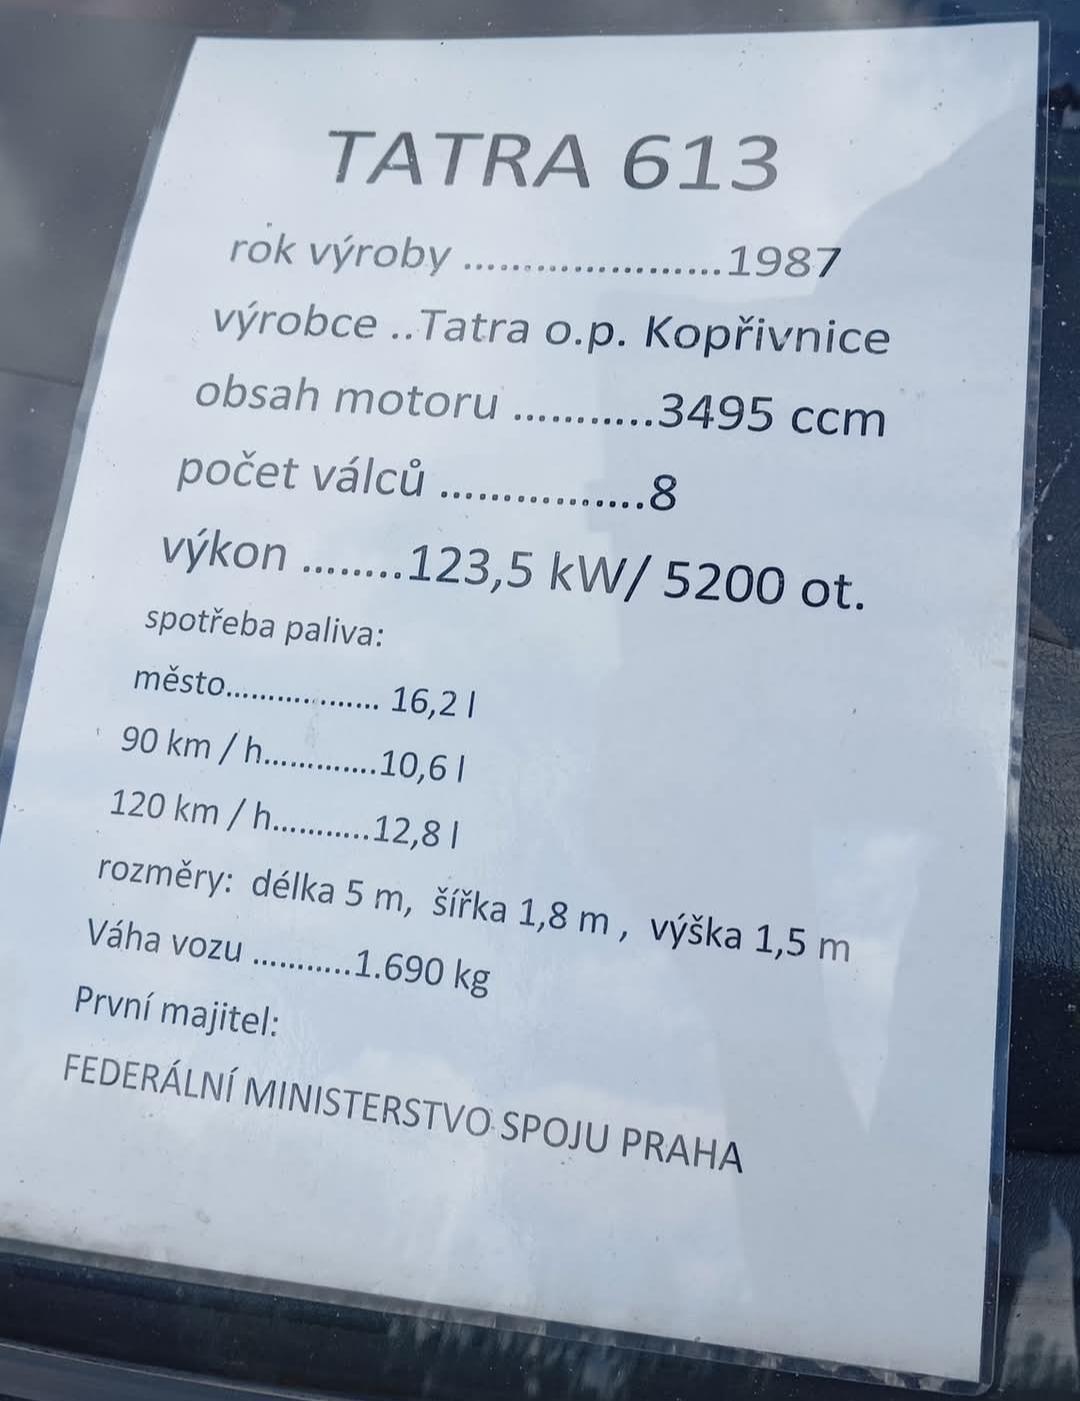 TATRA 613
rok výroby ......................1987
výrobce ..Tatra o.p. Kopřivnice
obsah motoru ............3495 ccm
počet válců .................8
výkon ........123,5 kW/ 5200 ot.
spotřeba paliva:
město.................. 16,2 l
90 km / h.............10,6 l
120 km / h...........12,8 l
rozměry: délka 5 m, šířka 1,8 m , výška 1,5 m
Váha vozu ...........1.690 kg
První majitel:
FEDERÁLNÍ MINISTERSTVO SPOJU PRAHA